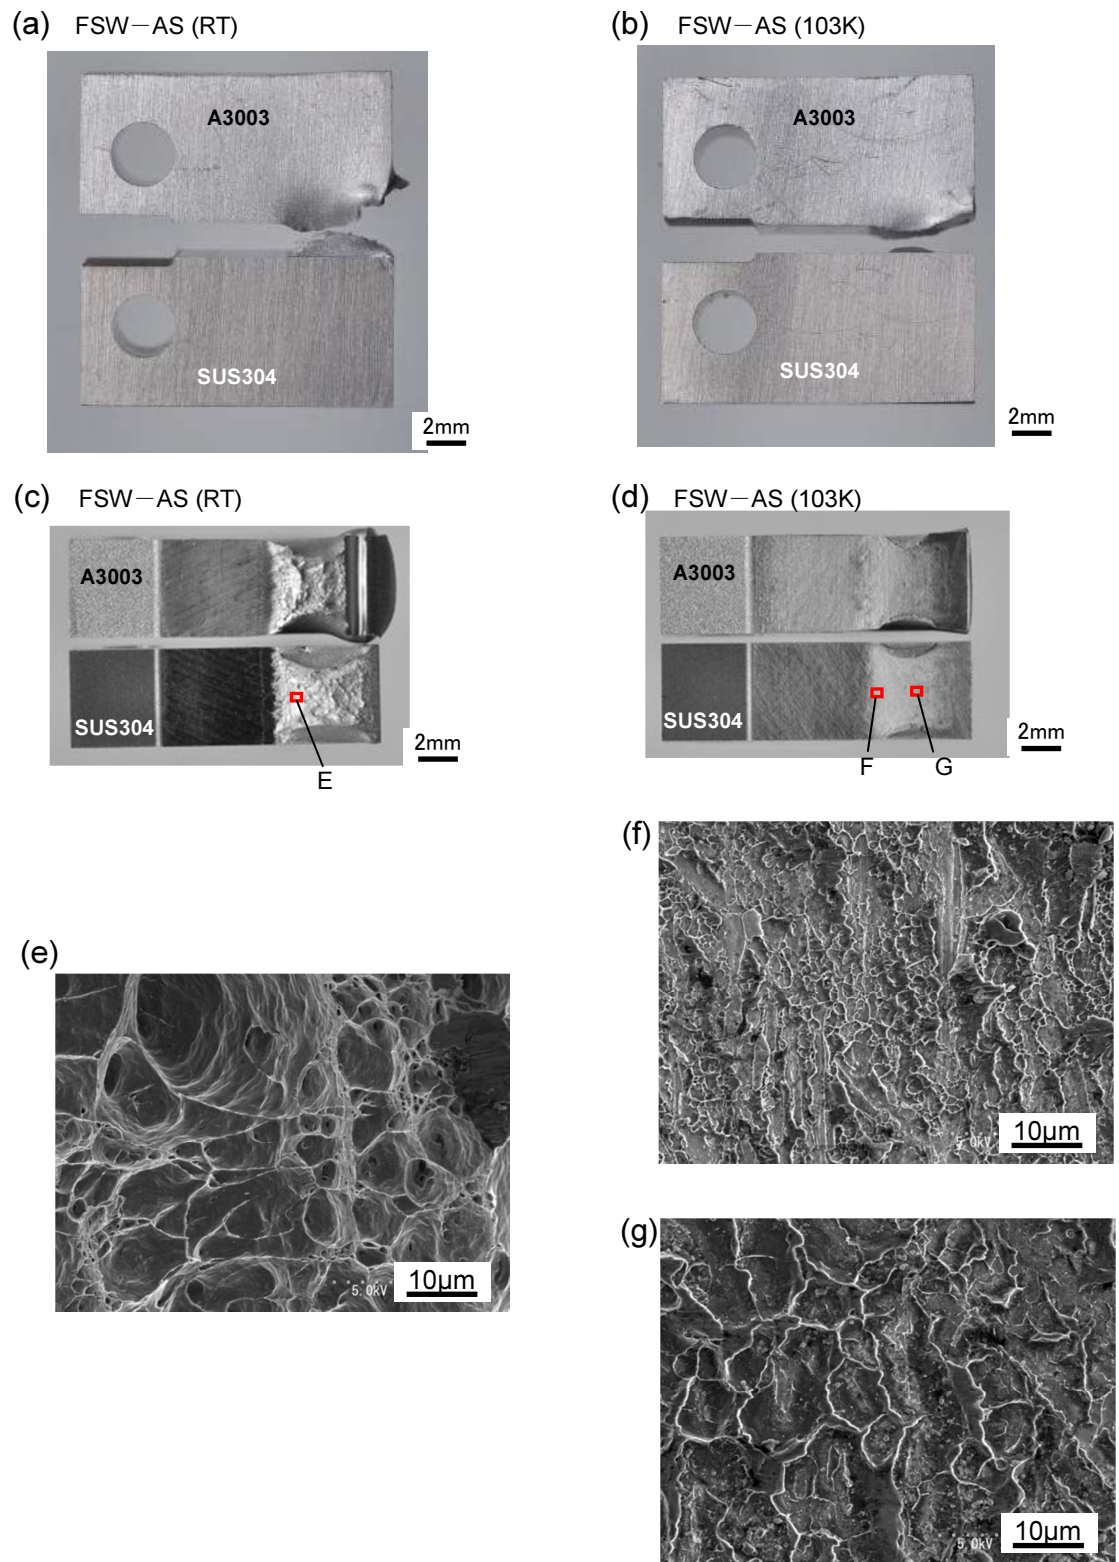 (a) FSW－AS (RT)
(b) FSW－AS (103K)
A3003
A3003
SUS304
SUS304
2mm
2mm
(c) FSW－AS (RT)
(d) FSW－AS (103K)
A3003
A3003
SUS304
SUS304
2mm
2mm
E
F
G
(f)
5.0kV
10μm
(e)
5.0kV
10μm
(g)
5.0kV
10μm